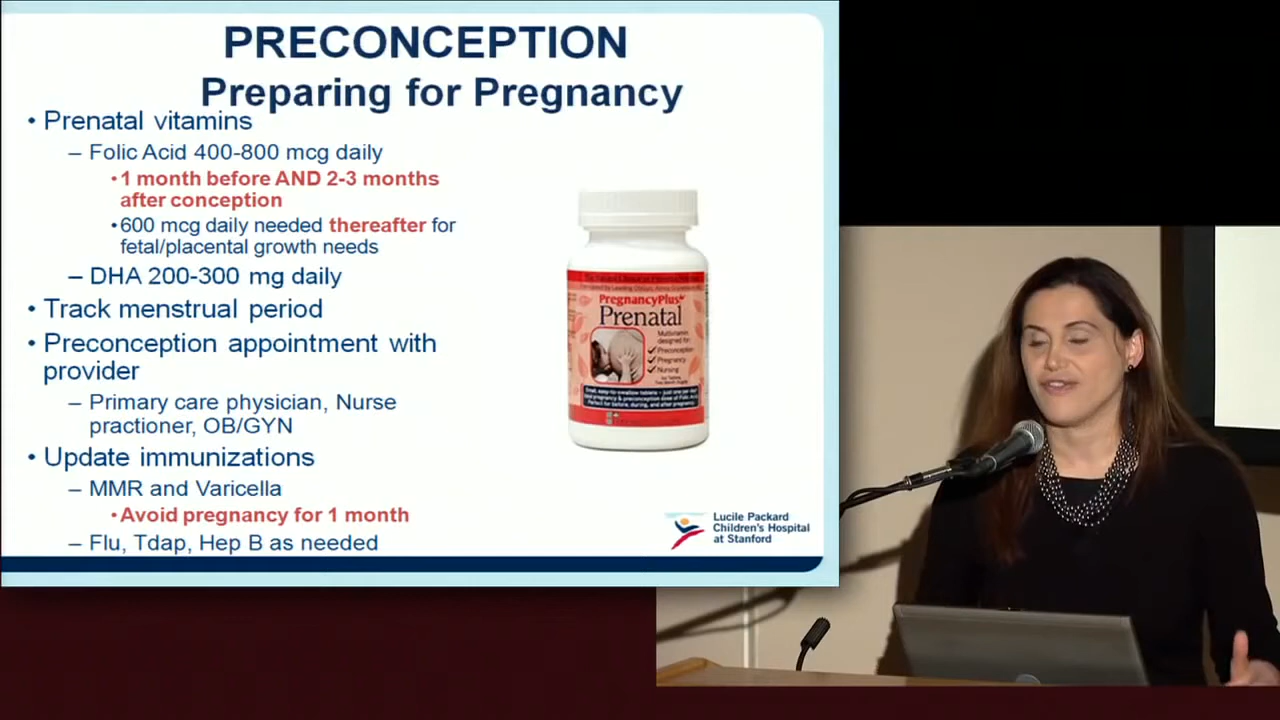 PRECONCEPTION
Preparing for Pregnancy
• Prenatal vitamins
– Folic Acid 400-800 mcg daily
•1 month before AND 2-3 months
after conception
•600 mcg daily needed thereafter for
fetal/placental growth needs
– DHA 200-300 mg daily
• Track menstrual period
• Preconception appointment with
provider
– Primary care physician, Nurse
practioner, OB/GYN
• Update immunizations
– MMR and Varicella
•Avoid pregnancy for 1 month
– Flu, Tdap, Hep B as needed
PregnancyPlus
Prenatal
Multivitamin
designed for:
Preconception
Pregnancy
Nursing
Lucile Packard
Children's Hospital
at Stanford